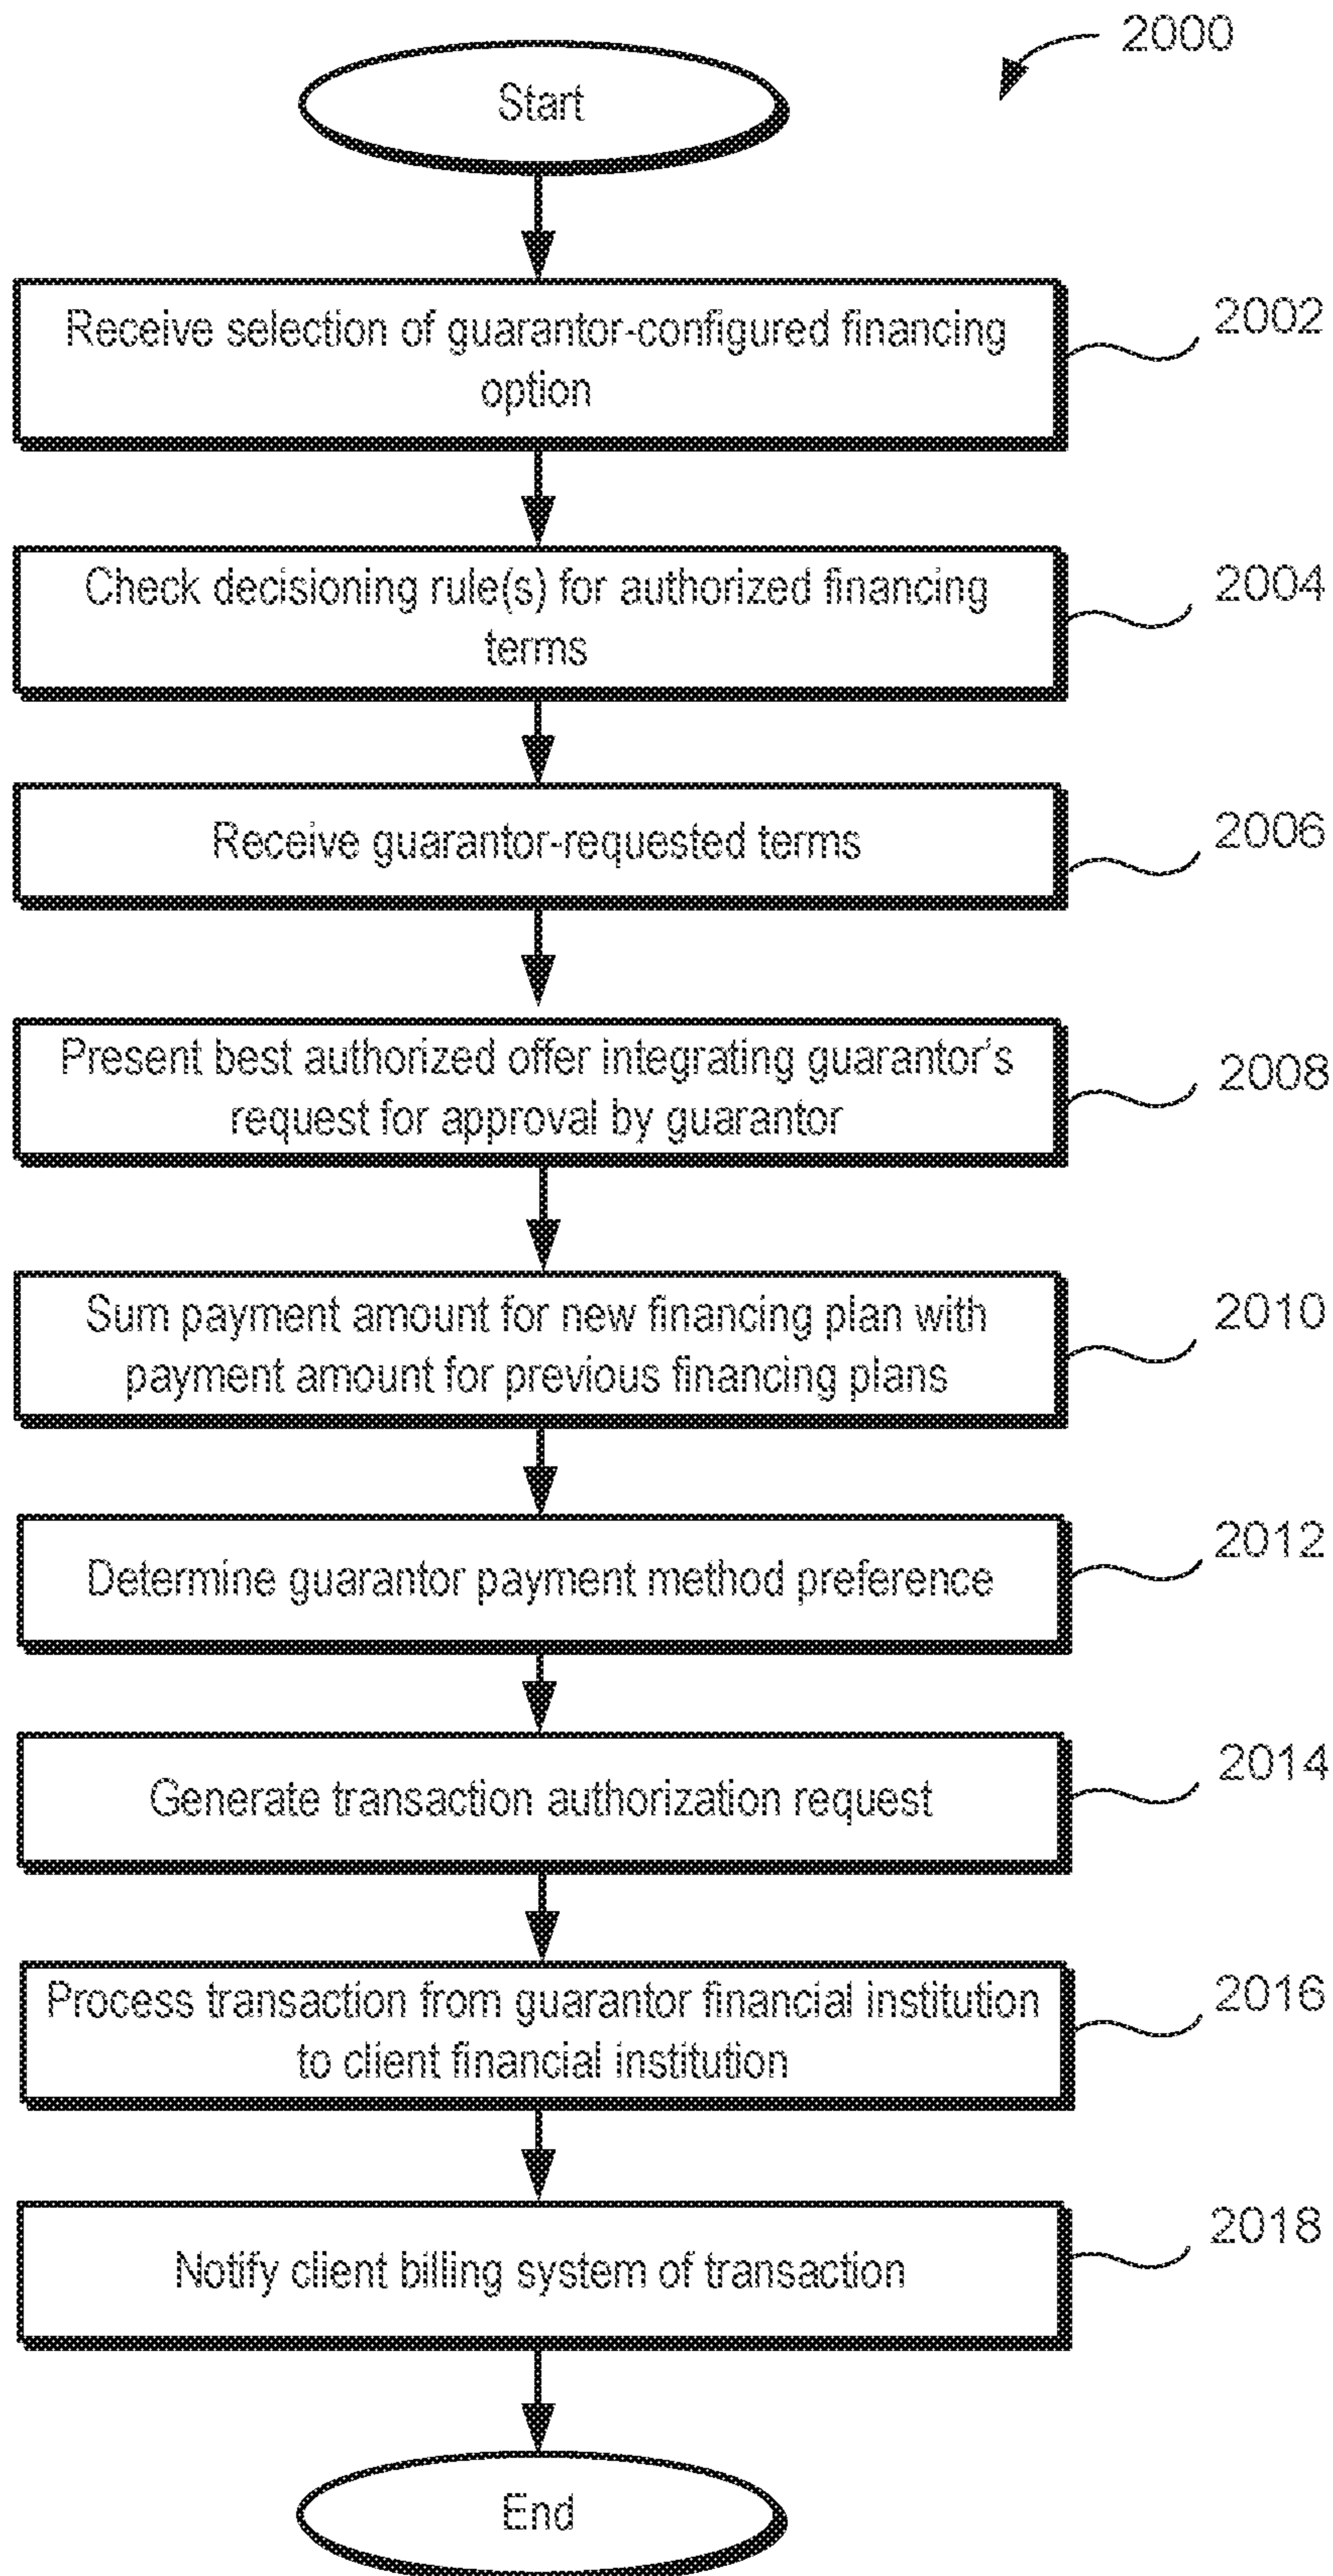 2000
Start
Receive selection of guarantor-configured financing
option
2002
Check decisioning rule(s) for authorized financing
terms
2004
Receive guarantor-requested terms
2006
Present best authorized offer integrating guarantor's
request for approval by guarantor
2008
Sum payment amount for new financing plan with
payment amount for previous financing plans
2010
Determine guarantor payment method preference
2012
Generate transaction authorization request
2014
Process transaction from guarantor financial institution
to client financial institution
2016
Notify client billing system of transaction
2018
End